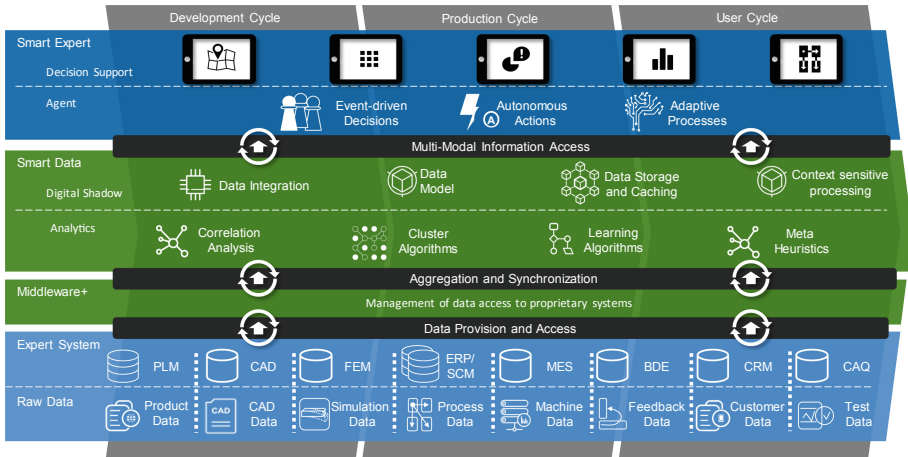 Development Cycle
Production Cycle
User Cycle
Smart Expert
Decision Support
Agent
Event-driven
Decisions
A
Autonomous
Actions
Adaptive
Processes
Multi-Modal Information Access
Smart Data
Digital Shadow
Data Integration
Data
Model
Data Storage
and Caching
Context sensitive
processing
Analytics
Correlation
Analysis
Cluster
Algorithms
Learning
Algorithms
Meta
Heuristics
Aggregation and Synchronization
Middleware+
Management of data access to proprietary systems
Data Provision and Access
Expert System
PLM
CAD
FEM
ERP/
SCM
MES
BDE
CRM
CAQ
Raw Data
Product
Data
CAD
CAD
Data
Simulation
Data
Process
Data
Machine
Data
Feedback
Data
Customer
Data
Test
Data